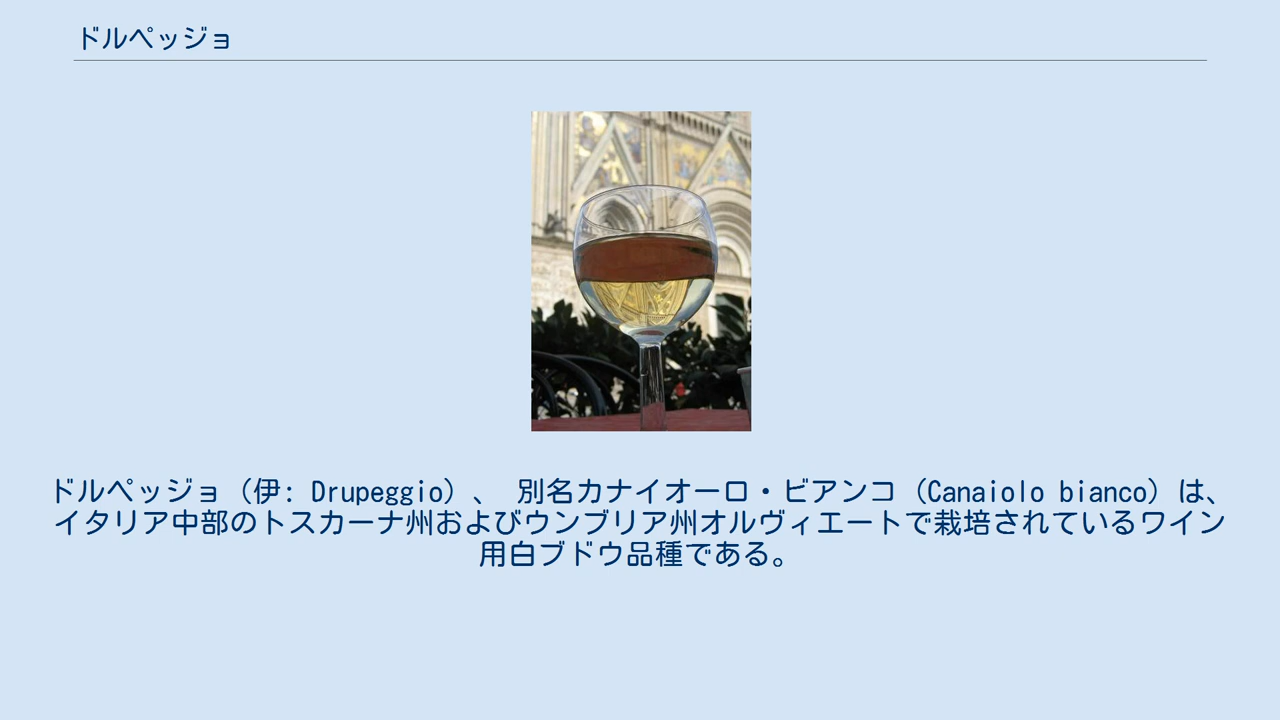 ドルペッジョ
ドルペッジョ（伊: Drupeggio）、 別名カナイオーロ・ビアンコ（Canaiolo bianco）は、
イタリア中部のトスカーナ州およびウンブリア州オルヴィエートで栽培されているワイン
用白ブドウ品種である。